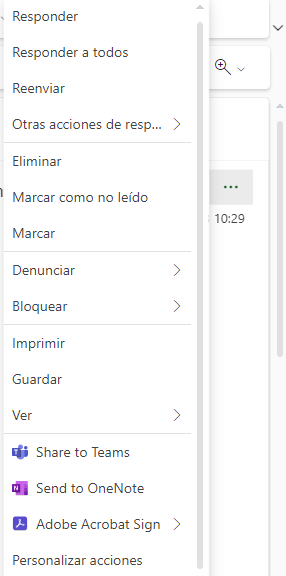 Responder
Responder a todos
Reenviar
Otras acciones de resp...
Eliminar
Marcar como no leído
10:29
Marcar
Denunciar
Bloquear
Imprimir
Guardar
Ver
Share to Teams
Send to OneNote
Adobe Acrobat Sign
Personalizar acciones